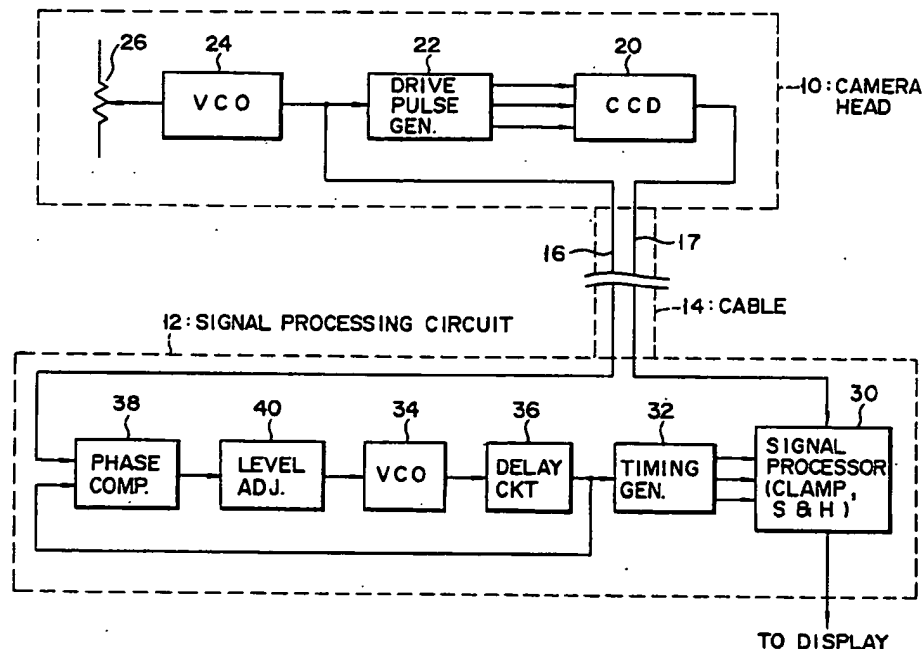 26
24
22
20
VCO
DRIVE
PULSE
GEN.
CCD
10: CAMERA
HEAD
16
17
14: CABLE
12: SIGNAL PROCESSING CIRCUIT
38
40
34
36
32
30
PHASE
COMP.
LEVEL
ADJ.
VCO
DELAY
CKT
TIMING
GEN.
SIGNAL
PROCESSOR
(CLAMP,
S & H)
TO DISPLAY